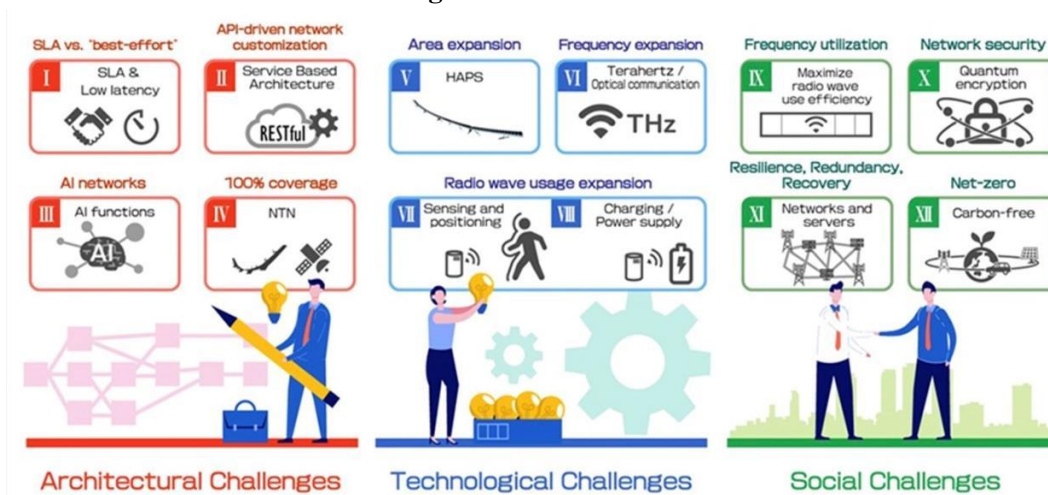 SLA vs. "best-effort"
I
SLA &
Low latency
API-driven network
customization
II
Service Based
Architecture
RESTful
Area expansion
V
HAPS
Frequency expansion
VI
Terahertz /
Optical communication
THz
Frequency utilization
IX
Maximize
radio wave
use efficiency
Network security
X
Quantum
encryption
AI networks
III
AI functions
AI
100% coverage
IV
NTN
Radio wave usage expansion
VII
Sensing and
positioning
VIII
Charging /
Power supply
Resilience, Redundancy,
Recovery
XI
Networks and
servers
Net-zero
XII
Carbon-free
Architectural Challenges
Technological Challenges
Social Challenges